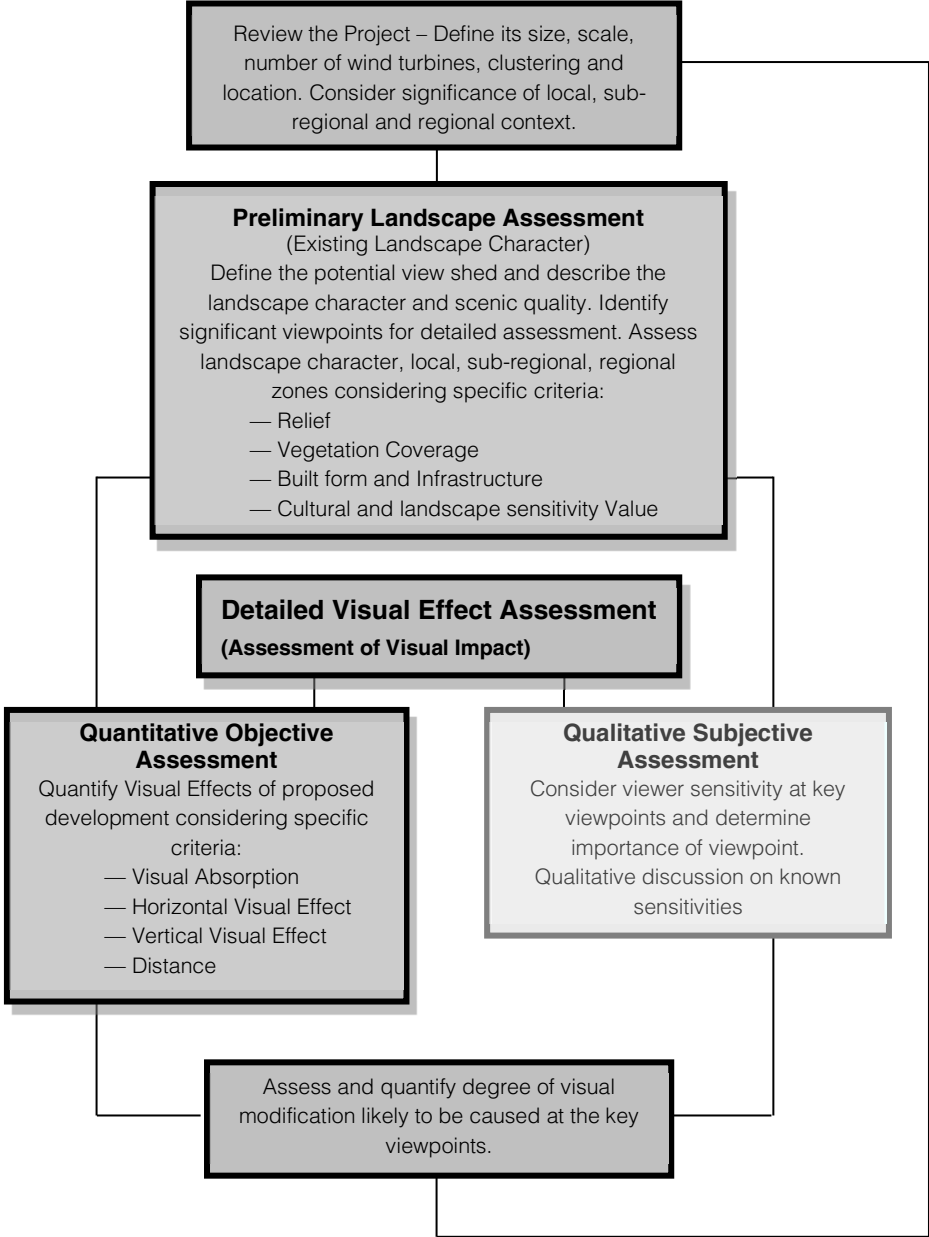 Review the Project – Define its size, scale,
number of wind turbines, clustering and
location. Consider significance of local, sub-
regional and regional context.
Preliminary Landscape Assessment
(Existing Landscape Character)
Define the potential view shed and describe the
landscape character and scenic quality. Identify
significant viewpoints for detailed assessment. Assess
landscape character, local, sub-regional, regional
zones considering specific criteria:
— Relief
— Vegetation Coverage
— Built form and Infrastructure
— Cultural and landscape sensitivity Value
Detailed Visual Effect Assessment
(Assessment of Visual Impact)
Quantitative Objective
Assessment
Quantify Visual Effects of proposed
development considering specific
criteria:
— Visual Absorption
— Horizontal Visual Effect
— Vertical Visual Effect
— Distance
Qualitative Subjective
Assessment
Consider viewer sensitivity at key
viewpoints and determine
importance of viewpoint.
Qualitative discussion on known
sensitivities
Assess and quantify degree of visual
modification likely to be caused at the key
viewpoints.